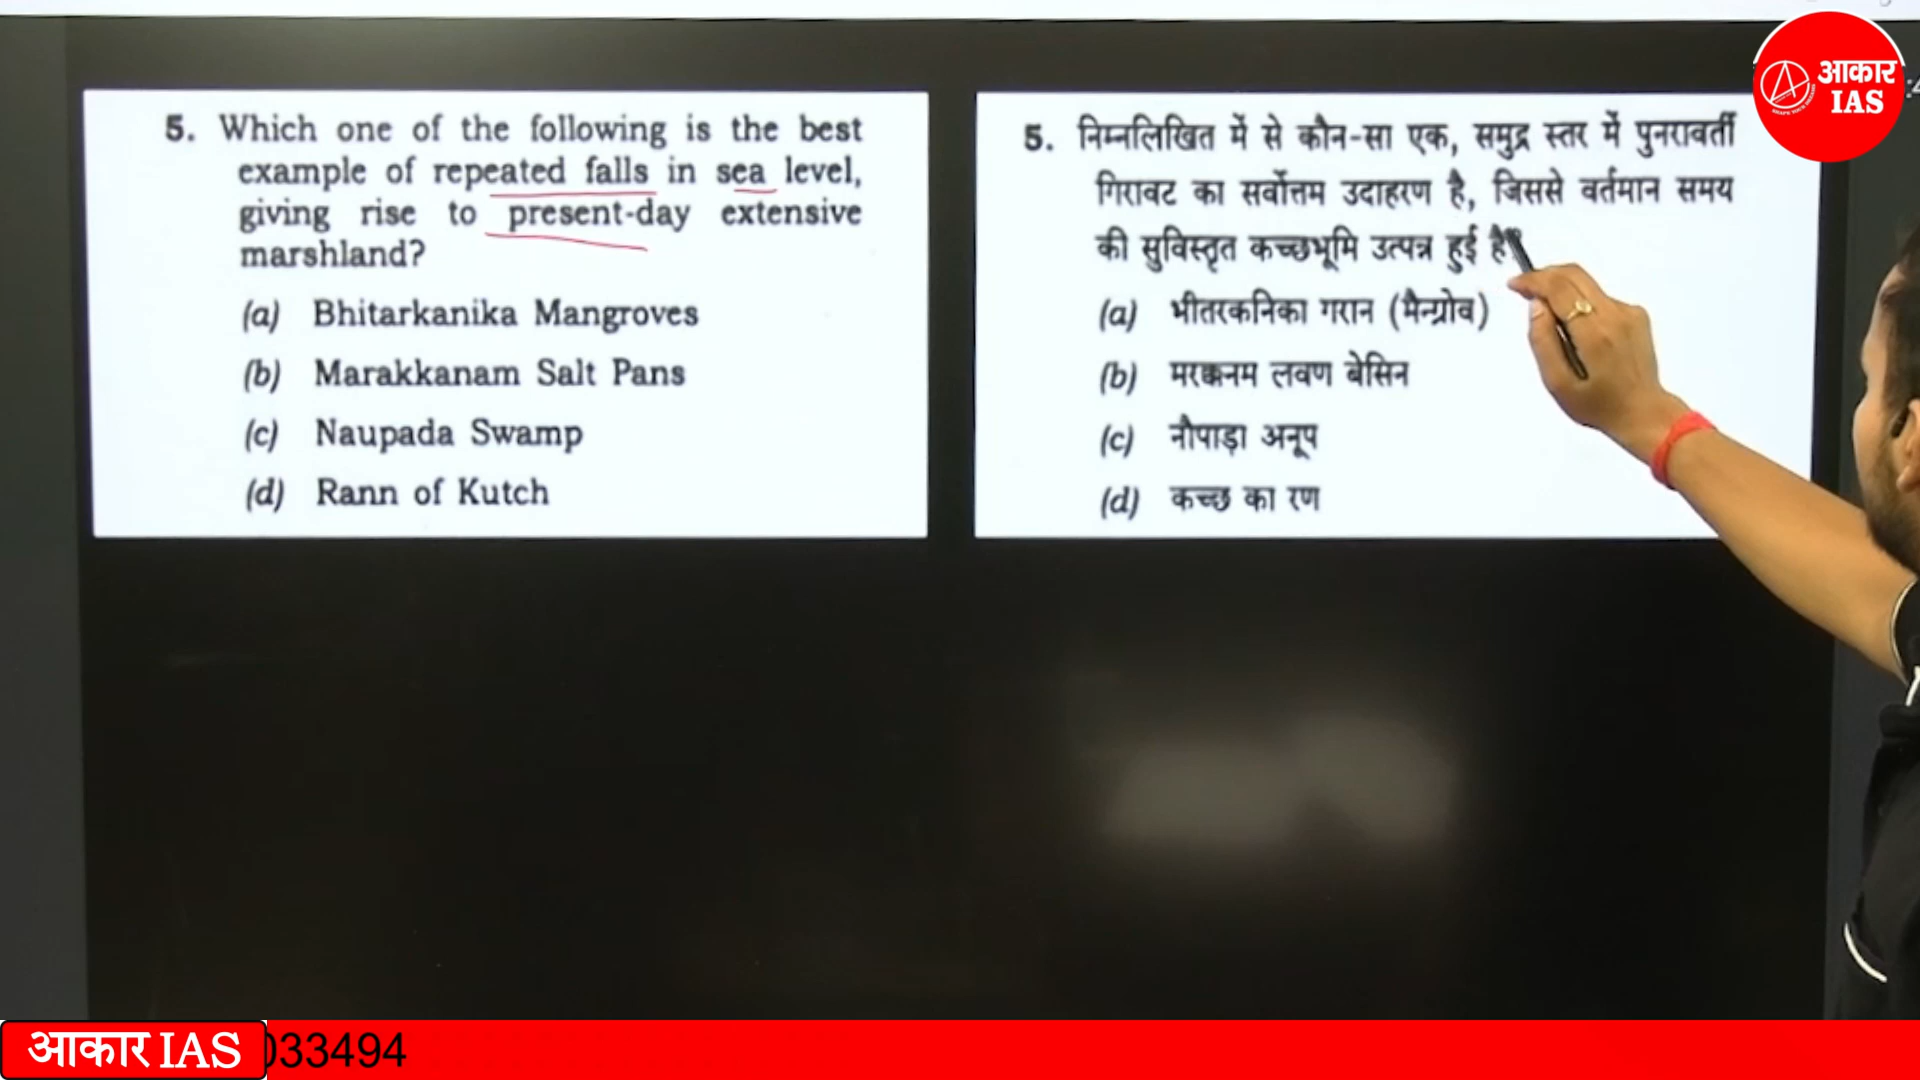 आकार
IAS
5. Which one of the following is the best
example of repeated falls in sea level,
giving rise to present-day extensive
marshland?
(a) Bhitarkanika Mangroves
(b) Marakkanam Salt Pans
(c) Naupada Swamp
(d) Rann of Kutch
5. निम्नलिखित में से कौन-सा एक, समुद्र स्तर में पुनरावर्ती
गिरावट का सर्वोत्तम उदाहरण है, जिससे वर्तमान समय
की सुविस्तृत कच्छभूमि उत्पन्न हुई है
(a) भीतरकनिका गरान (मैन्ग्रोव)
(b) मरक्कनम लवण बेसिन
(c) नौपाड़ा अनूप
(d) कच्छ का रण
आकार IAS 033494